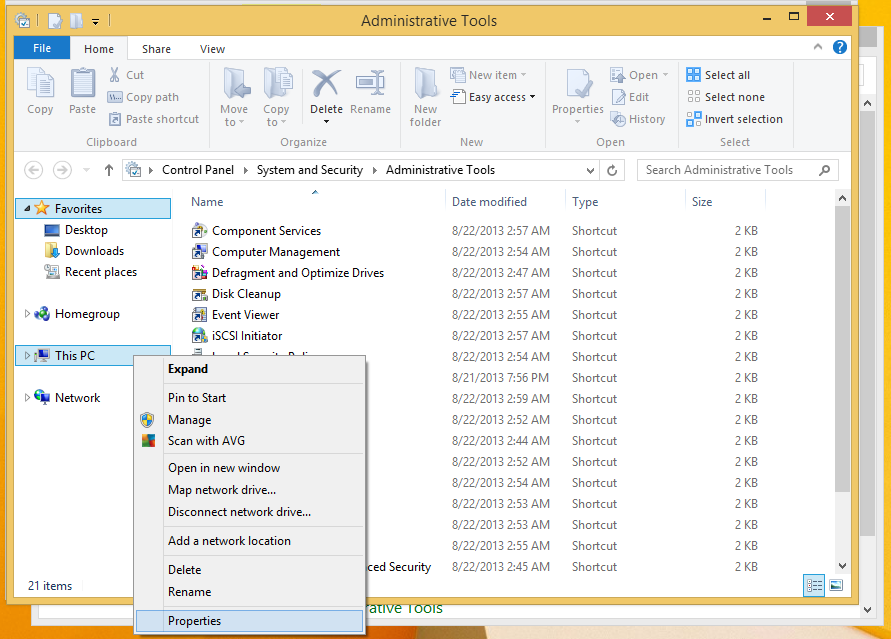 Administrative Tools
File Home Share View
Copy
Paste
Cut
Copy path
Paste shortcut
Clipboard
Move to
Copy to
Delete
Rename
Organize
New folder
New item
Easy access
New
Properties
Open
Edit
History
Open
Select all
Select none
Invert selection
Select
Control Panel System and Security Administrative Tools
Search Administrative Tools
Favorites
Desktop
Downloads
Recent places
Homegroup
This PC
Network
Name Date modified Type Size
Component Services 8/22/2013 2:57 AM Shortcut 2 KB
Computer Management 8/22/2013 2:54 AM Shortcut 2 KB
Defragment and Optimize Drives 8/22/2013 2:47 AM Shortcut 2 KB
Disk Cleanup 8/22/2013 2:57 AM Shortcut 2 KB
Event Viewer 8/22/2013 2:55 AM Shortcut 2 KB
iSCSI Initiator 8/22/2013 2:57 AM Shortcut 2 KB
8/22/2013 2:54 AM Shortcut 2 KB
8/21/2013 7:56 PM Shortcut 2 KB
8/22/2013 2:59 AM Shortcut 2 KB
8/22/2013 2:52 AM Shortcut 2 KB
8/22/2013 2:44 AM Shortcut 2 KB
8/22/2013 2:52 AM Shortcut 2 KB
8/22/2013 2:54 AM Shortcut 2 KB
8/22/2013 2:53 AM Shortcut 2 KB
8/22/2013 2:53 AM Shortcut 2 KB
8/22/2013 2:55 AM Shortcut 2 KB
ced Security 8/22/2013 2:45 AM Shortcut 2 KB
Expand
Pin to Start
Manage
Scan with AVG
Open in new window
Map network drive...
Disconnect network drive...
Add a network location
Delete
Rename
Properties
21 items
rative Tools